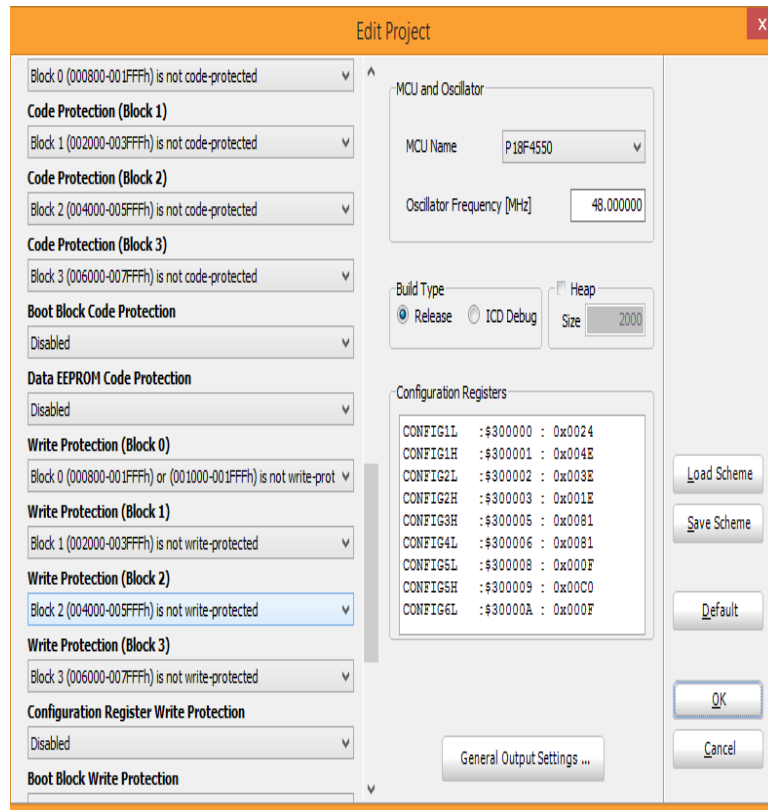 Edit Project
x
Block 0 (000800-001FFFh) is not code-protected
Code Protection (Block 1)
Block 1 (002000-003FFFh) is not code-protected
Code Protection (Block 2)
Block 2 (004000-005FFFh) is not code-protected
Code Protection (Block 3)
Block 3 (006000-007FFFh) is not code-protected
Boot Block Code Protection
Disabled
Data EEPROM Code Protection
Disabled
Write Protection (Block 0)
Block 0 (000800-001FFFh) or (001000-001FFFh) is not write-prot
Write Protection (Block 1)
Block 1 (002000-003FFFh) is not write-protected
Write Protection (Block 2)
Block 2 (004000-005FFFh) is not write-protected
Write Protection (Block 3)
Block 3 (006000-007FFFh) is not write-protected
Configuration Register Write Protection
Disabled
Boot Block Write Protection
MCU and Oscillator
MCU Name P18F4550
Oscillator Frequency [MHz] 48.000000
Build Type
Release ICD Debug
Heap
Size 2000
Configuration Registers
CONFIG1L :$300000 : 0x0024
CONFIG1H :$300001 : 0x004E
CONFIG2L :$300002 : 0x003E
CONFIG2H :$300003 : 0x001E
CONFIG3H :$300005 : 0x0081
CONFIG4L :$300006 : 0x0081
CONFIG5L :$300008 : 0x000F
CONFIG5H :$300009 : 0x00C0
CONFIG6L :$30000A : 0x000F
General Output Settings ...
Load Scheme
Save Scheme
Default
OK
Cancel